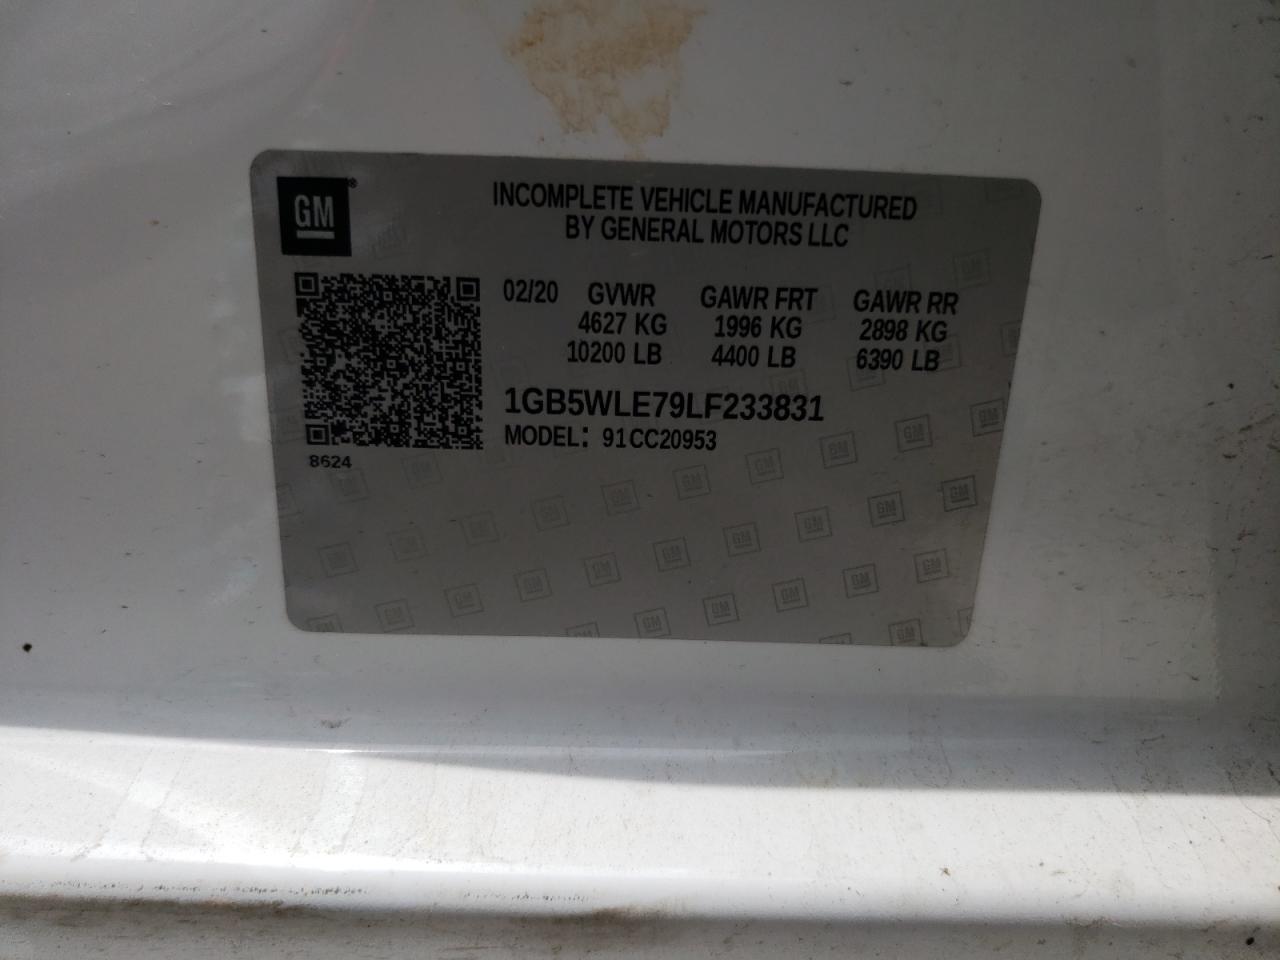 GM®
INCOMPLETE VEHICLE MANUFACTURED
BY GENERAL MOTORS LLC
02/20 GVWR GAWR FRT GAWR RR
4627 KG 1996 KG 2898 KG
10200 LB 4400 LB 6390 LB
1GB5WLE79LF233831
MODEL: 91CC20953
8624